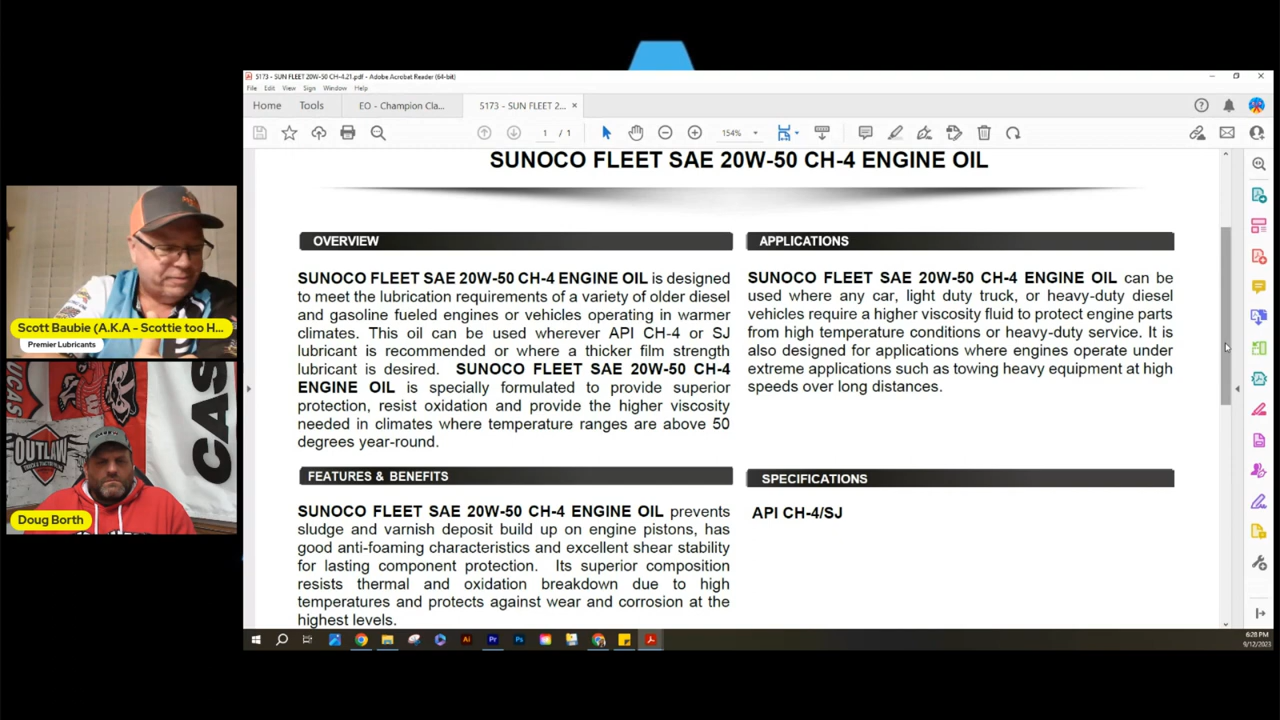 5173 - SUN FLEET 20W-50 CH-4.21.pdf - Adobe Acrobat Reader (64-bit)
File Edit View Sign Window Help
Home Tools EO - Champion Cla... 5173 - SUN FLEET 2... ×
1 / 1 154%
SUNOCO FLEET SAE 20W-50 CH-4 ENGINE OIL
OVERVIEW
SUNOCO FLEET SAE 20W-50 CH-4 ENGINE OIL is designed
to meet the lubrication requirements of a variety of older diesel
and gasoline fueled engines or vehicles operating in warmer
climates. This oil can be used wherever API CH-4 or SJ
lubricant is recommended or where a thicker film strength
lubricant is desired. SUNOCO FLEET SAE 20W-50 CH-4
ENGINE OIL is specially formulated to provide superior
protection, resist oxidation and provide the higher viscosity
needed in climates where temperature ranges are above 50
degrees year-round.
FEATURES & BENEFITS
SUNOCO FLEET SAE 20W-50 CH-4 ENGINE OIL prevents
sludge and varnish deposit build up on engine pistons, has
good anti-foaming characteristics and excellent shear stability
for lasting component protection. Its superior composition
resists thermal and oxidation breakdown due to high
temperatures and protects against wear and corrosion at the
highest levels.
APPLICATIONS
SUNOCO FLEET SAE 20W-50 CH-4 ENGINE OIL can be
used where any car, light duty truck, or heavy-duty diesel
vehicles require a higher viscosity fluid to protect engine parts
from high temperature conditions or heavy-duty service. It is
also designed for applications where engines operate under
extreme applications such as towing heavy equipment at high
speeds over long distances.
SPECIFICATIONS
API CH-4/SJ
Scott Baubie (A.K.A - Scottie too H...
Premier Lubricants
UCAS
CAS
OUTLAW
Doug Borth
6:28 PM
9/12/2023